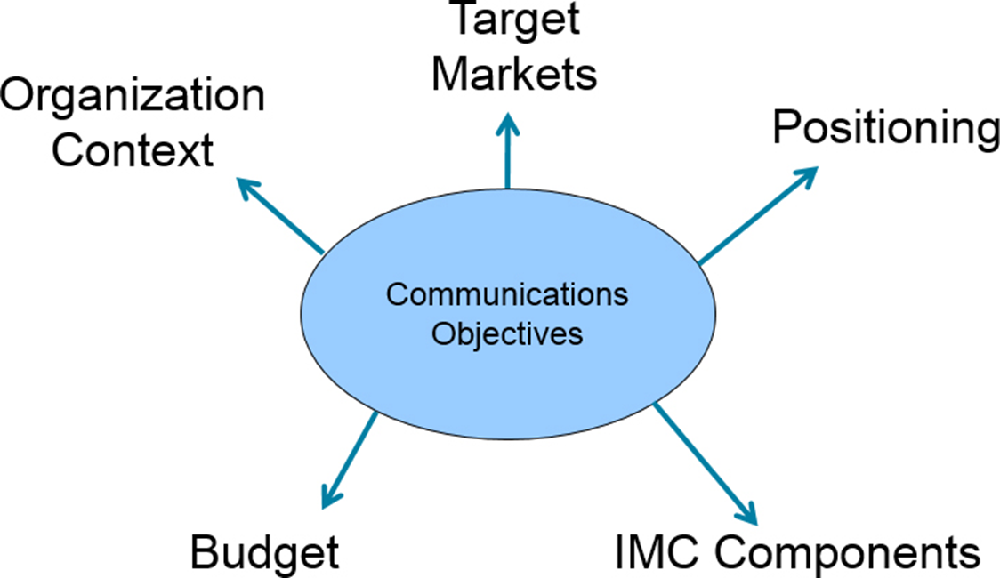 Target
Markets
Organization
Context
Positioning
Communications
Objectives
Budget
IMC Components